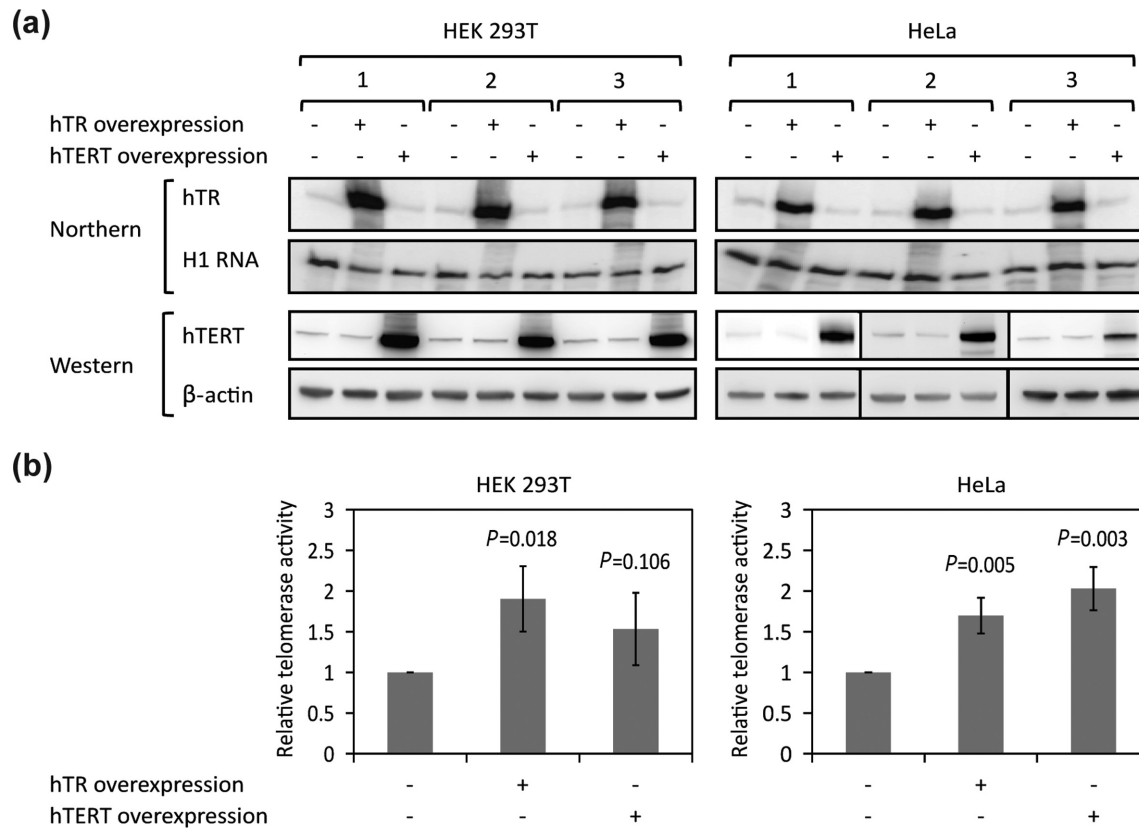 (a)
HEK 293T HeLa
1 2 3 1 2 3
hTR overexpression - + - - + - - + - - + - - + - - + -
hTERT overexpression - - + - - + - - + - - + - - + - - +
Northern
hTR
H1 RNA
Western
hTERT
β-actin
(b)
HEK 293T
Relative telomerase activity
3
2.5
2
1.5
1
0.5
0
P=0.018
P=0.106
HeLa
Relative telomerase activity
3
2.5
2
1.5
1
0.5
0
P=0.005
P=0.003
hTR overexpression - + - - + -
hTERT overexpression - - + - - +